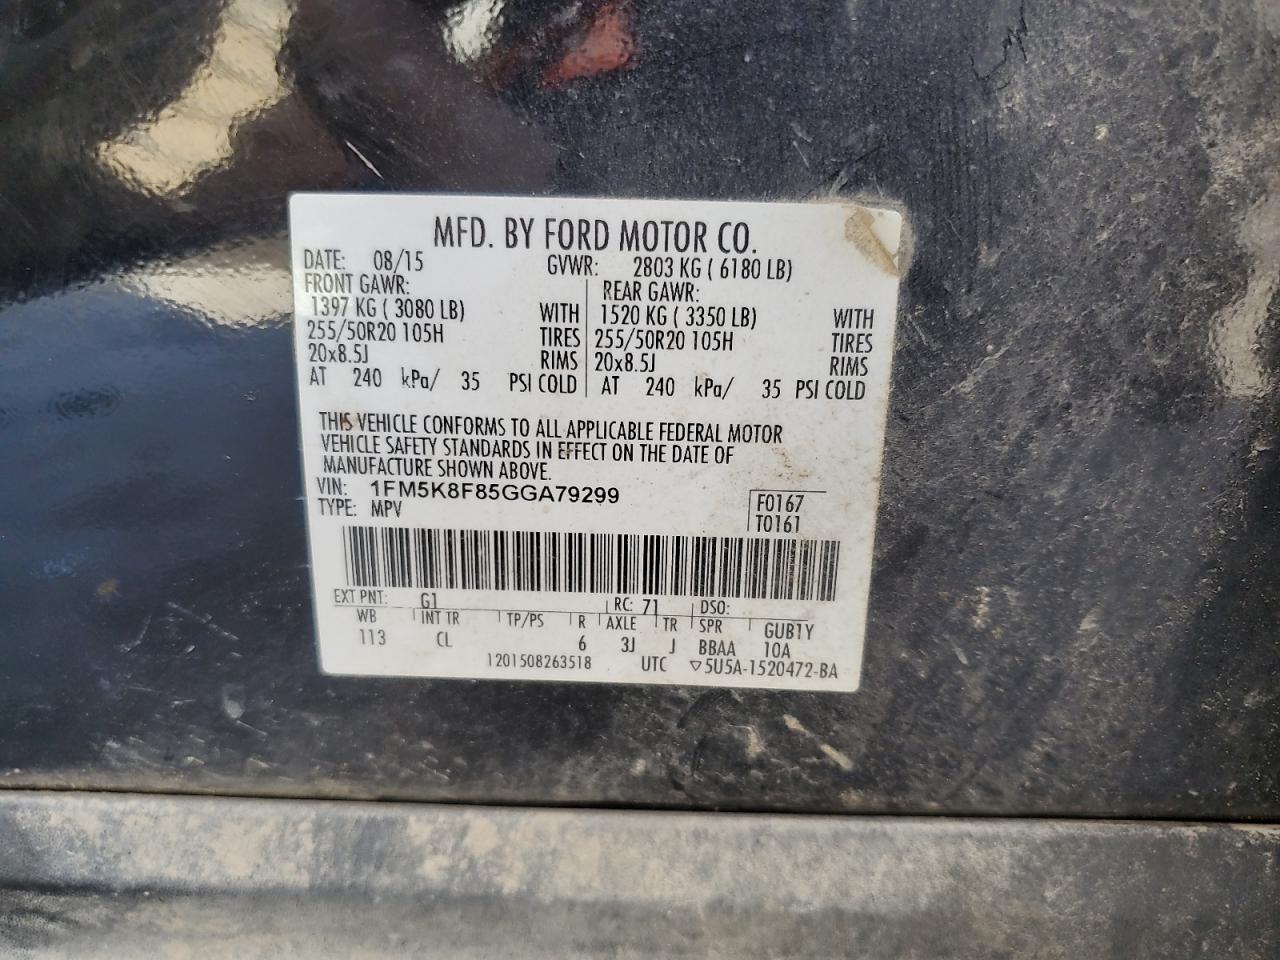 MFD. BY FORD MOTOR CO.
DATE: 08/15 GVWR: 2803 KG ( 6180 LB)
FRONT GAWR: REAR GAWR:
1397 KG ( 3080 LB) WITH 1520 KG ( 3350 LB) WITH
255/50R20 105H TIRES 255/50R20 105H TIRES
20x8.5J RIMS 20x8.5J RIMS
AT 240 kPa/ 35 PSI COLD AT 240 kPa/ 35 PSI COLD
THIS VEHICLE CONFORMS TO ALL APPLICABLE FEDERAL MOTOR
VEHICLE SAFETY STANDARDS IN EFFECT ON THE DATE OF
MANUFACTURE SHOWN ABOVE.
VIN: 1FM5K8F85GGA79299 F0167
TYPE: MPV T0161
EXT PNT: G1 RC: 71 DSO:
WB INT TR TP/PS R AXLE TR SPR GUB1Y
113 CL 6 3J J BBAA 10A
1201508263518 UTC ▽5U5A-1520472-BA